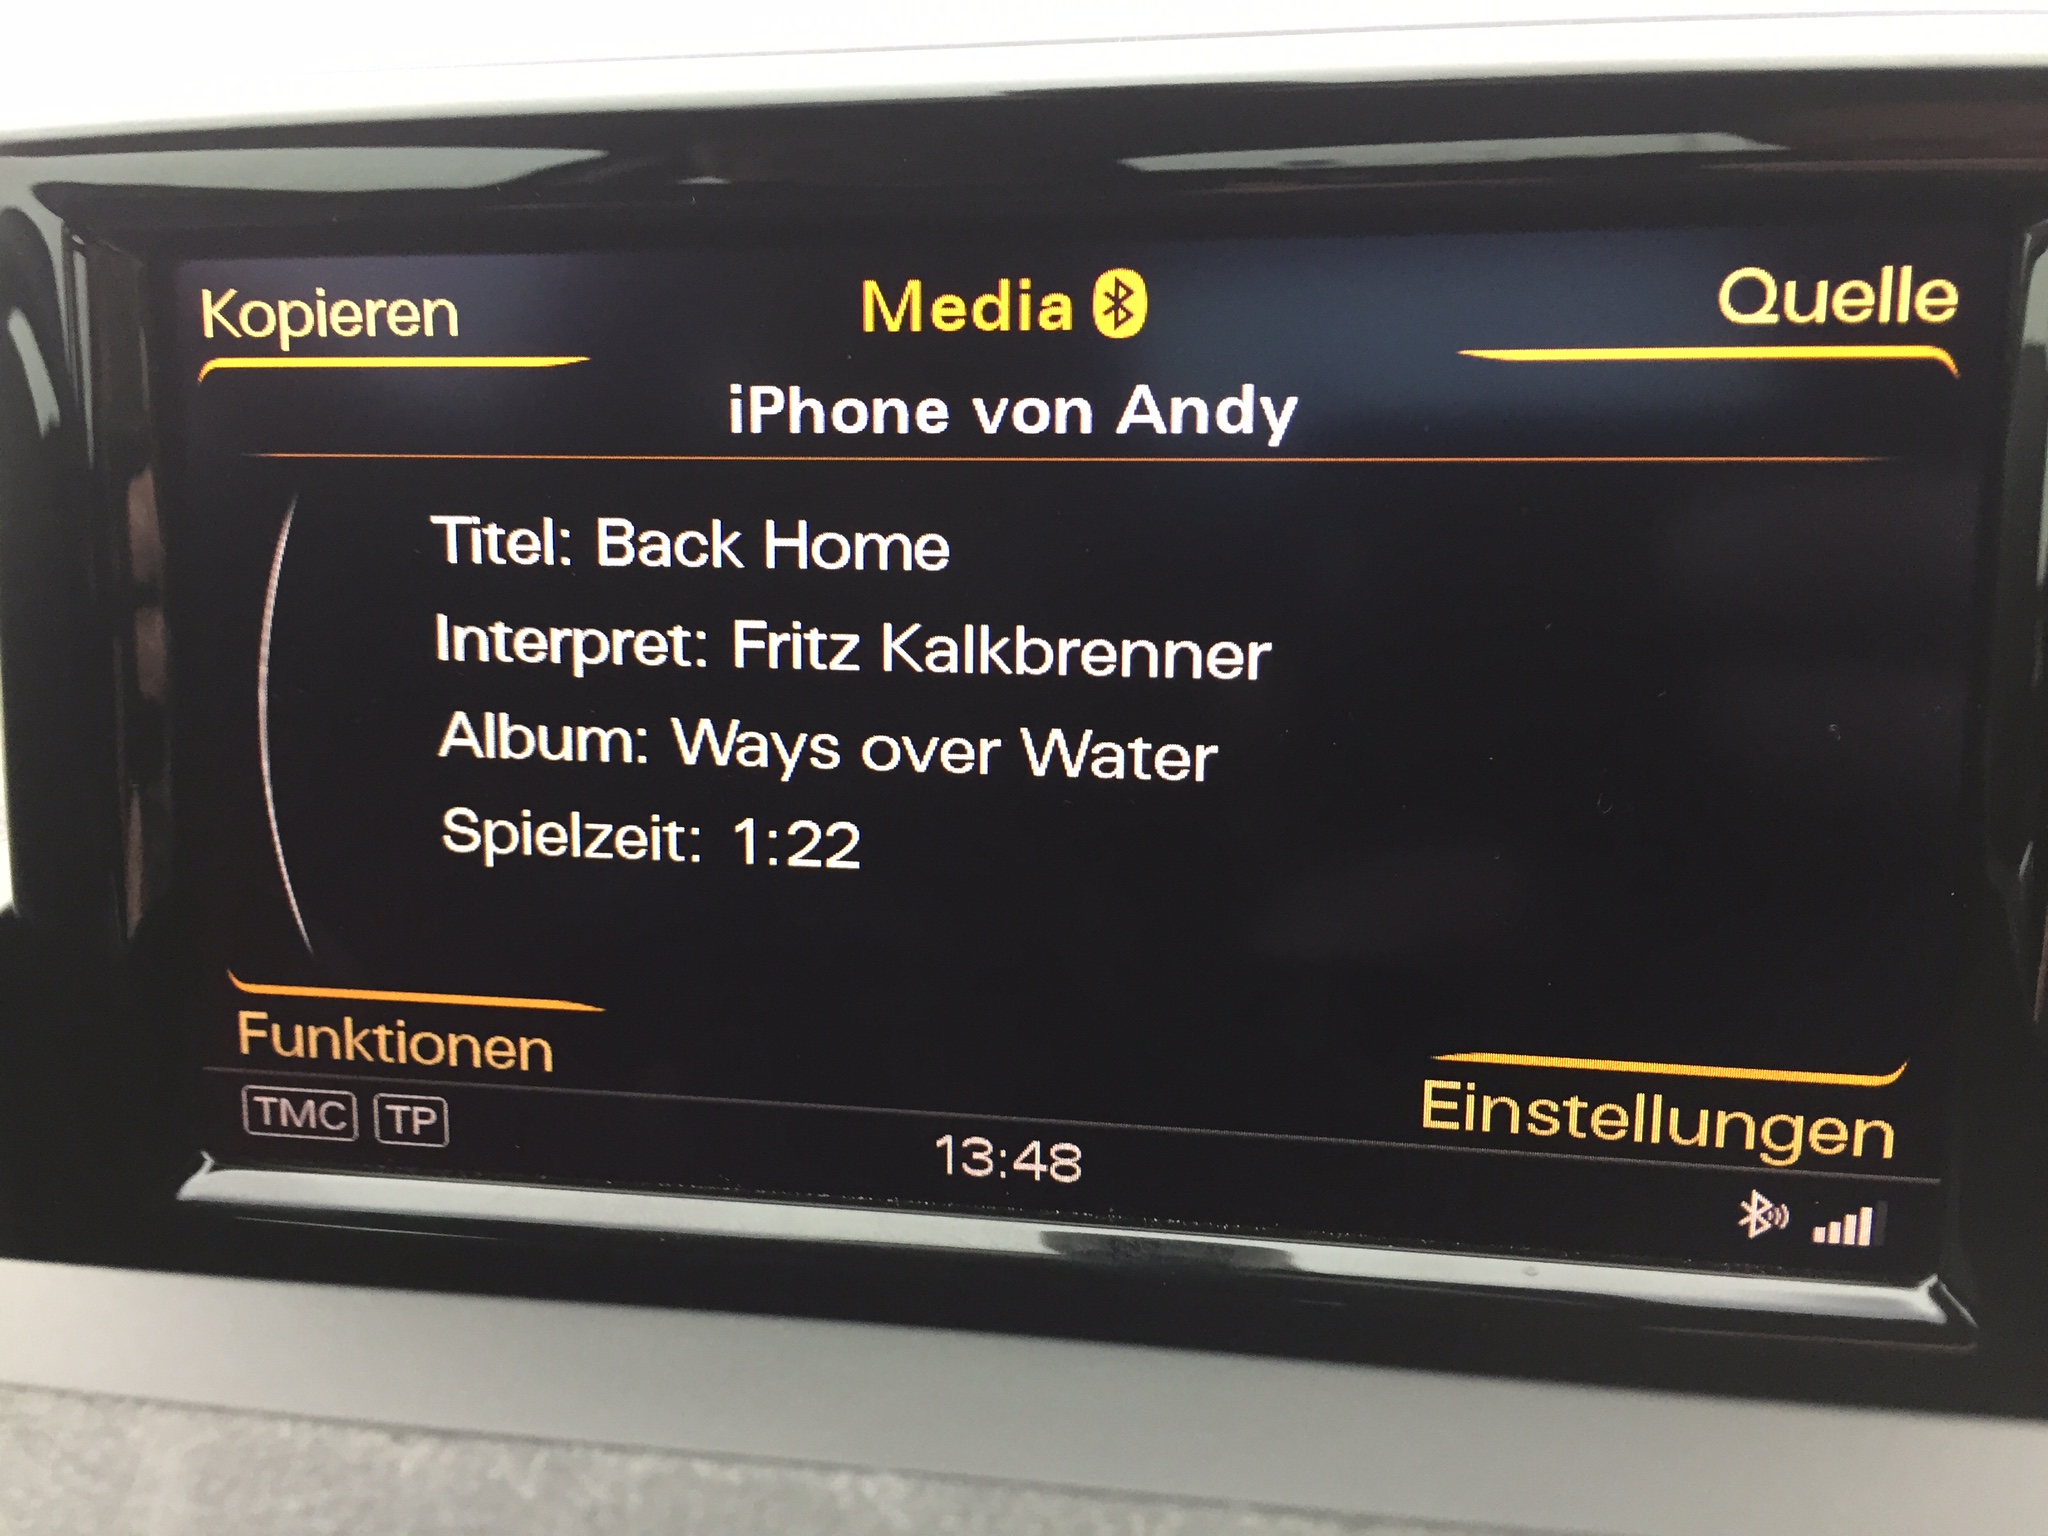 Kopieren
Media
Quelle
iPhone von Andy
Titel: Back Home
Interpret: Fritz Kalkbrenner
Album: Ways over Water
Spielzeit: 1:22
Funktionen
Einstellungen
TMC TP
13:48